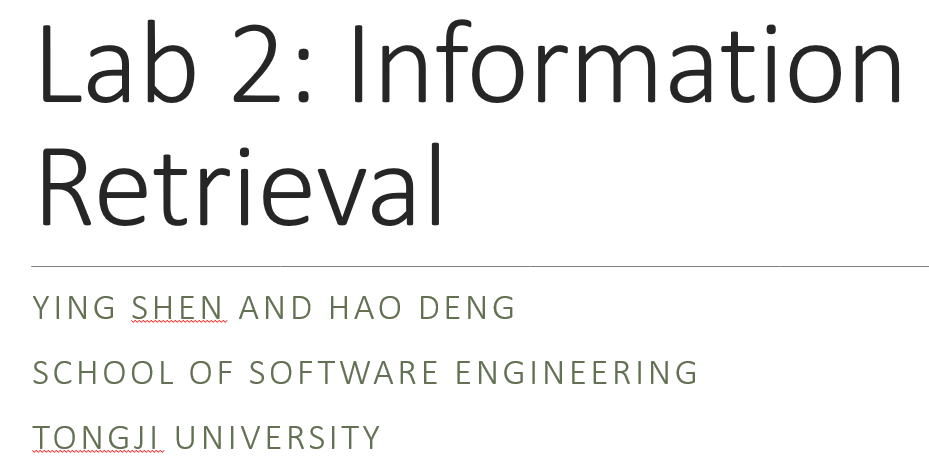 Lab 2: Information
Retrieval
YING SHEN AND HAO DENG
SCHOOL OF SOFTWARE ENGINEERING
TONGJI UNIVERSITY